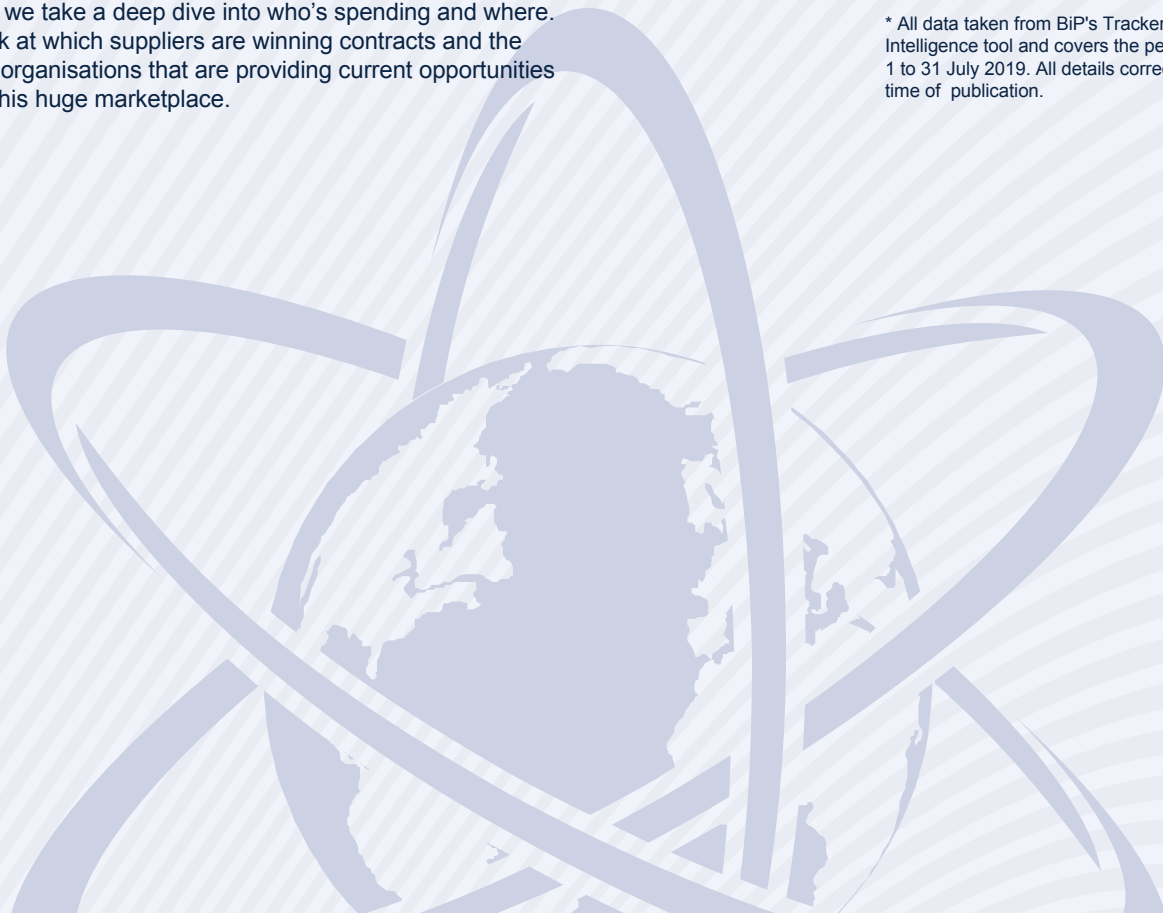 we take a deep dive into who's spending and where.
k at which suppliers are winning contracts and the
organisations that are providing current opportunities
his huge marketplace.
* All data taken from BiP's Tracker
Intelligence tool and covers the pe
1 to 31 July 2019. All details corre
time of publication.